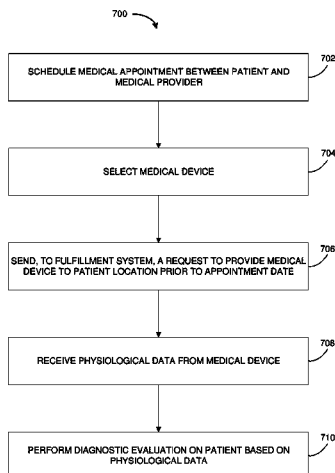 700
SCHEDULE MEDICAL APPOINTMENT BETWEEN PATIENT AND
MEDICAL PROVIDER
702
SELECT MEDICAL DEVICE
704
SEND, TO FULFILLMENT SYSTEM, A REQUEST TO PROVIDE MEDICAL
DEVICE TO PATIENT LOCATION PRIOR TO APPOINTMENT DATE
706
RECEIVE PHYSIOLOGICAL DATA FROM MEDICAL DEVICE
708
PERFORM DIAGNOSTIC EVALUATION ON PATIENT BASED ON
PHYSIOLOGICAL DATA
710